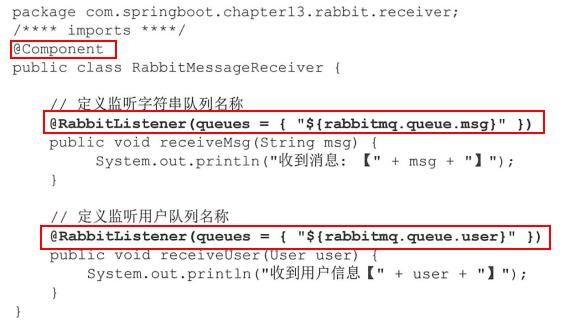 package com.springboot.chapter13.rabbit.receiver;
/**** imports ****/
@Component
public class RabbitMessageReceiver {
// 定义监听字符串队列名称
@RabbitListener(queues = { "${rabbitmq.queue.msg}" })
public void receiveMsg(String msg) {
System.out.println("收到消息: 【" + msg + "】");
}
// 定义监听用户队列名称
@RabbitListener(queues = { "${rabbitmq.queue.user}" })
public void receiveUser(User user) {
System.out.println("收到用户信息【" + user + "】");
}
}